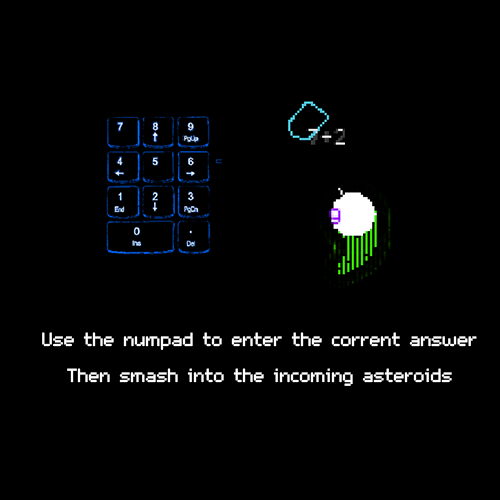 7 8 9
PgUp
4 5 6
1 2 3
End PgDn
0 .
Ins Del
7+2
Use the numpad to enter the corrent answer
Then smash into the incoming asteroids